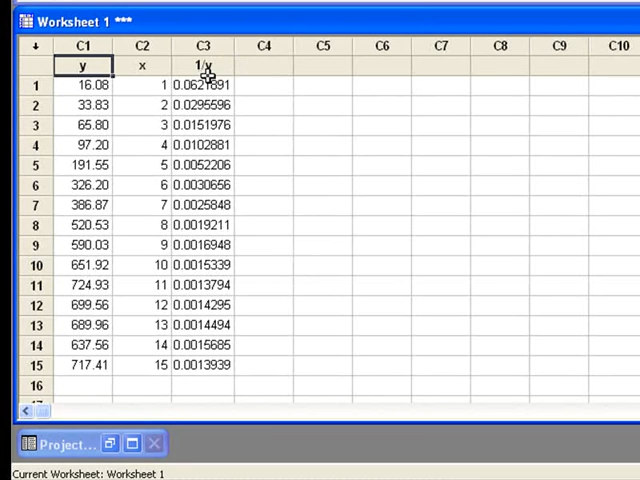 Worksheet 1 ***
C1 C2 C3 C4 C5 C6 C7 C8 C9 C10
y x 1/y
1 16.08 1 0.0621891
2 33.83 2 0.0295596
3 65.80 3 0.0151976
4 97.20 4 0.0102881
5 191.55 5 0.0052206
6 326.20 6 0.0030656
7 386.87 7 0.0025848
8 520.53 8 0.0019211
9 590.03 9 0.0016948
10 651.92 10 0.0015339
11 724.93 11 0.0013794
12 699.56 12 0.0014295
13 689.96 13 0.0014494
14 637.56 14 0.0015685
15 717.41 15 0.0013939
16
Project...
Current Worksheet: Worksheet 1